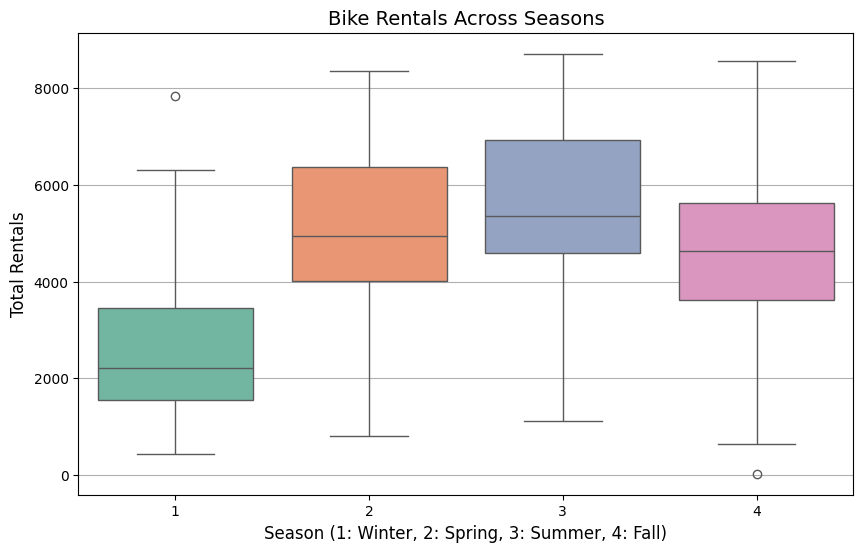 Bike Rentals Across Seasons
Total Rentals
8000
6000
4000
2000
0
1 2 3 4
Season (1: Winter, 2: Spring, 3: Summer, 4: Fall)